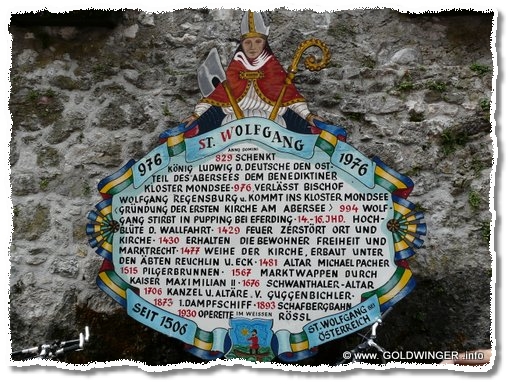 976
ST. WOLFGANG
1976
ANNO DOMINI
829 SCHENKT
KÖNIG LUDWIG D. DEUTSCHE DEN OST-
TEIL DES ABERSEES DEM BENEDIKTINER
KLOSTER MONDSEE · 976 VERLÄSST BISCHOF
WOLFGANG REGENSBURG u. KOMMT INS KLOSTER MONDSEE
(GRÜNDUNG DER ERSTEN KIRCHE AM ABERSEE) 994 WOLF-
GANG STIRBT IN PUPPING BEI EFERDING · 14.-16.JHD. HOCH-
BLÜTE D. WALLFAHRT · 1429 FEUER ZERSTÖRT ORT UND
KIRCHE · 1430 ERHALTEN DIE BEWOHNER FREIHEIT UND
MARKTRECHT · 1477 WEIHE DER KIRCHE, ERBAUT UNTER
DEN ÄBTEN REUCHLIN U. ECK · 1481 ALTAR MICHAEL PACHER
1515 PILGERBRUNNEN · 1567 MARKTWAPPEN DURCH
KAISER MAXIMILIAN II · 1676 SCHWANTHALER-ALTAR
1706 KANZEL U. ALTÄRE V. GUGGENBICHLER ·
1873 1. DAMPFSCHIFF · 1893 SCHAFBERGBAHN
1930 OPERETTE IM WEISSEN RÖSSL
SEIT 1506
ST. WOLFGANG BEI
ÖSTERREICH
1930
© www.GOLDWINGER.info